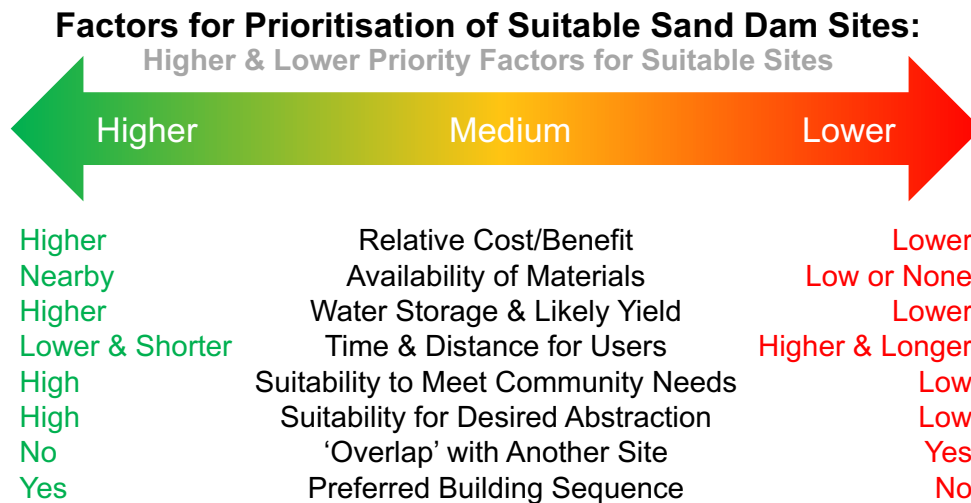 Factors for Prioritisation of Suitable Sand Dam Sites:
Higher & Lower Priority Factors for Suitable Sites
Higher Medium Lower
Higher Relative Cost/Benefit Lower
Nearby Availability of Materials Low or None
Higher Water Storage & Likely Yield Lower
Lower & Shorter Time & Distance for Users Higher & Longer
High Suitability to Meet Community Needs Low
High Suitability for Desired Abstraction Low
No ‘Overlap’ with Another Site Yes
Yes Preferred Building Sequence No